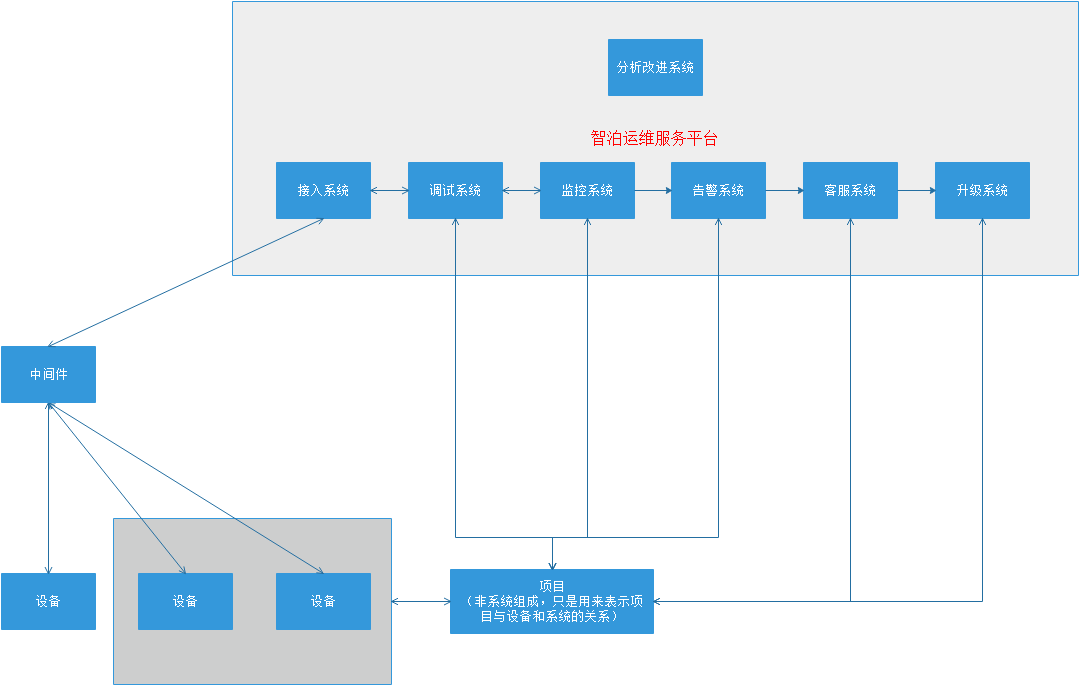 分析改进系统
智泊运维服务平台
接入系统
调试系统
监控系统
告警系统
客服系统
升级系统
中间件
设备
设备
设备
项目
（非系统组成，只是用来表示项
目与设备和系统的关系）